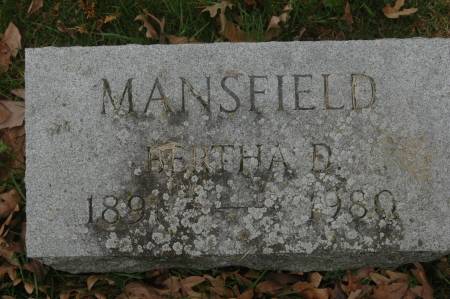 MANSFIELD
BERTHA D.
— 1980